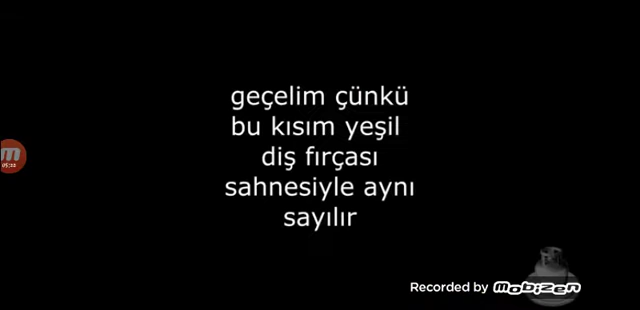 geçelim çünkü
bu kısım yeşil
diş fırçası
sahnesiyle aynı
sayılır
m
Recorded by mobizen